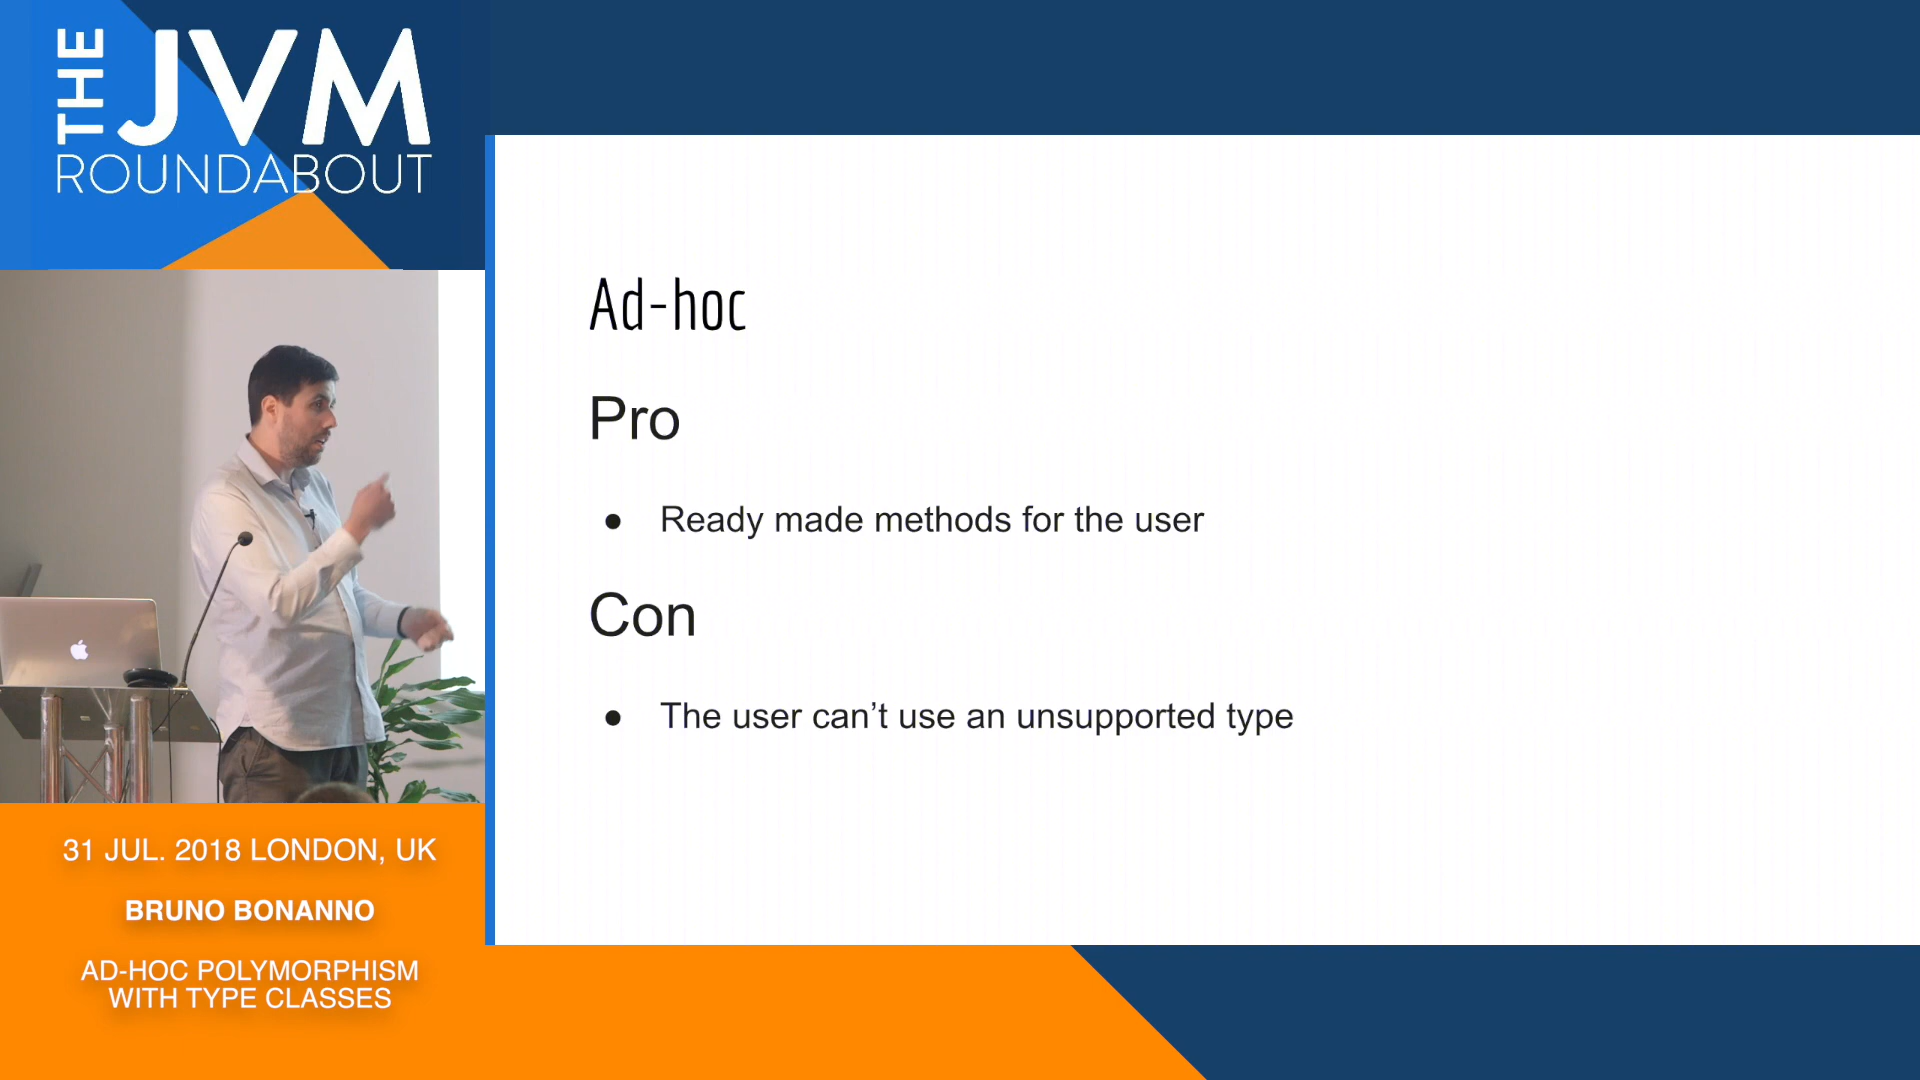 THE JVM
ROUNDABOUT
Ad-hoc
Pro
● Ready made methods for the user
Con
● The user can’t use an unsupported type
31 JUL. 2018 LONDON, UK
BRUNO BONANNO
AD-HOC POLYMORPHISM
WITH TYPE CLASSES